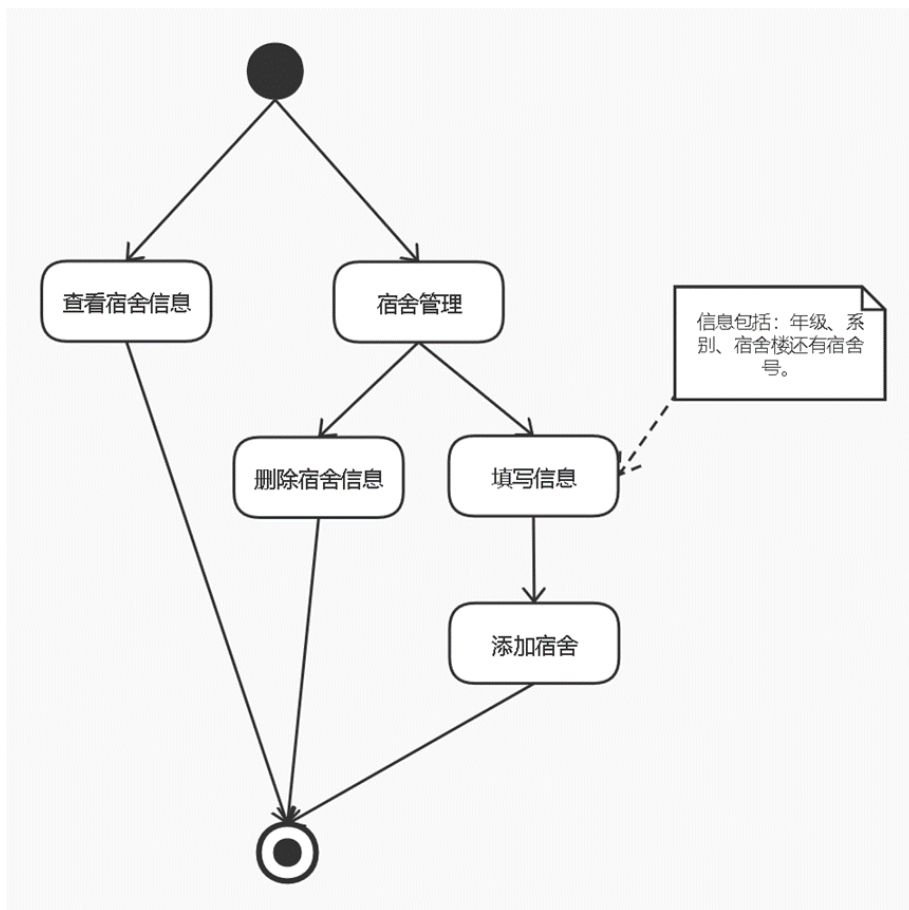 查看宿舍信息
宿舍管理
信息包括：年级、系
别、宿舍楼还有宿舍
号。
删除宿舍信息
填写信息
添加宿舍